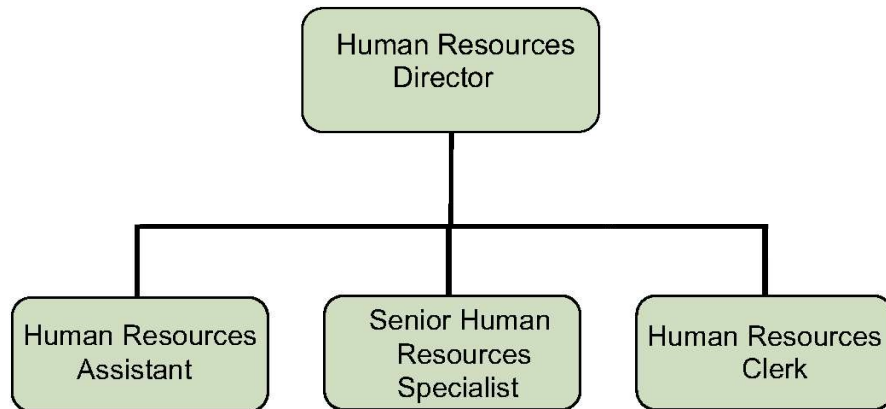 Human Resources
Director
Human Resources
Assistant
Senior Human
Resources
Specialist
Human Resources
Clerk